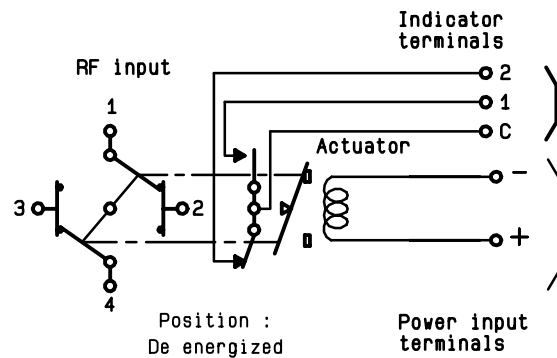 Indicator
terminals
RF input
2
1
1
C
Actuator
-
3
2
+
4
Position :
De energized
Power input
terminals